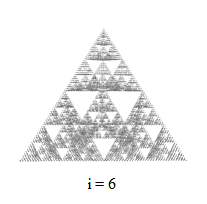 i = 6